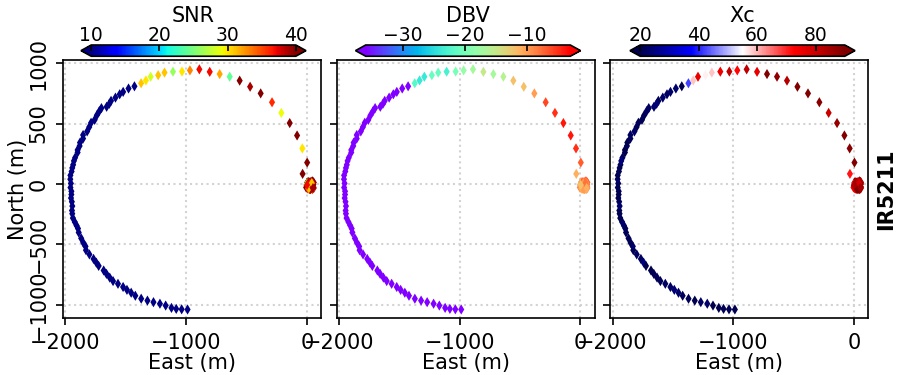 SNR DBV Xc
10 20 30 40 −30 −20 −10 20 40 60 80
1000
500
0
−500
−1000
North (m)
−2000 −1000 0 −2000 −1000 0 −2000 −1000 0
East (m) East (m) East (m)
IR5211